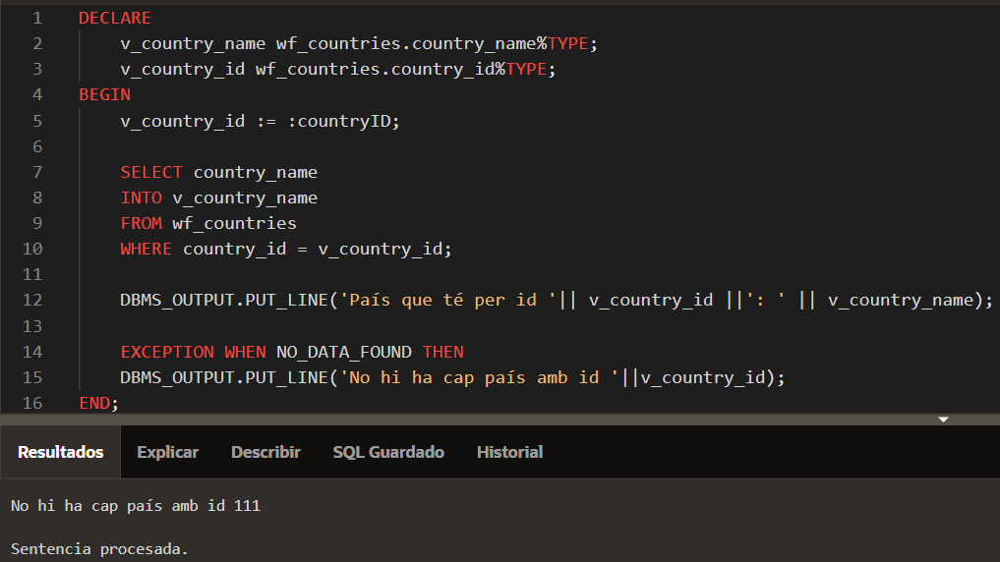 1 DECLARE
2 v_country_name wf_countries.country_name%TYPE;
3 v_country_id wf_countries.country_id%TYPE;
4 BEGIN
5 v_country_id := :countryID;
6
7 SELECT country_name
8 INTO v_country_name
9 FROM wf_countries
10 WHERE country_id = v_country_id;
11
12 DBMS_OUTPUT.PUT_LINE('País que té per id '|| v_country_id ||': ' || v_country_name);
13
14 EXCEPTION WHEN NO_DATA_FOUND THEN
15 DBMS_OUTPUT.PUT_LINE('No hi ha cap país amb id '||v_country_id);
16 END;
Resultados Explicar Describir SQL Guardado Historial
No hi ha cap país amb id 111
Sentencia procesada.